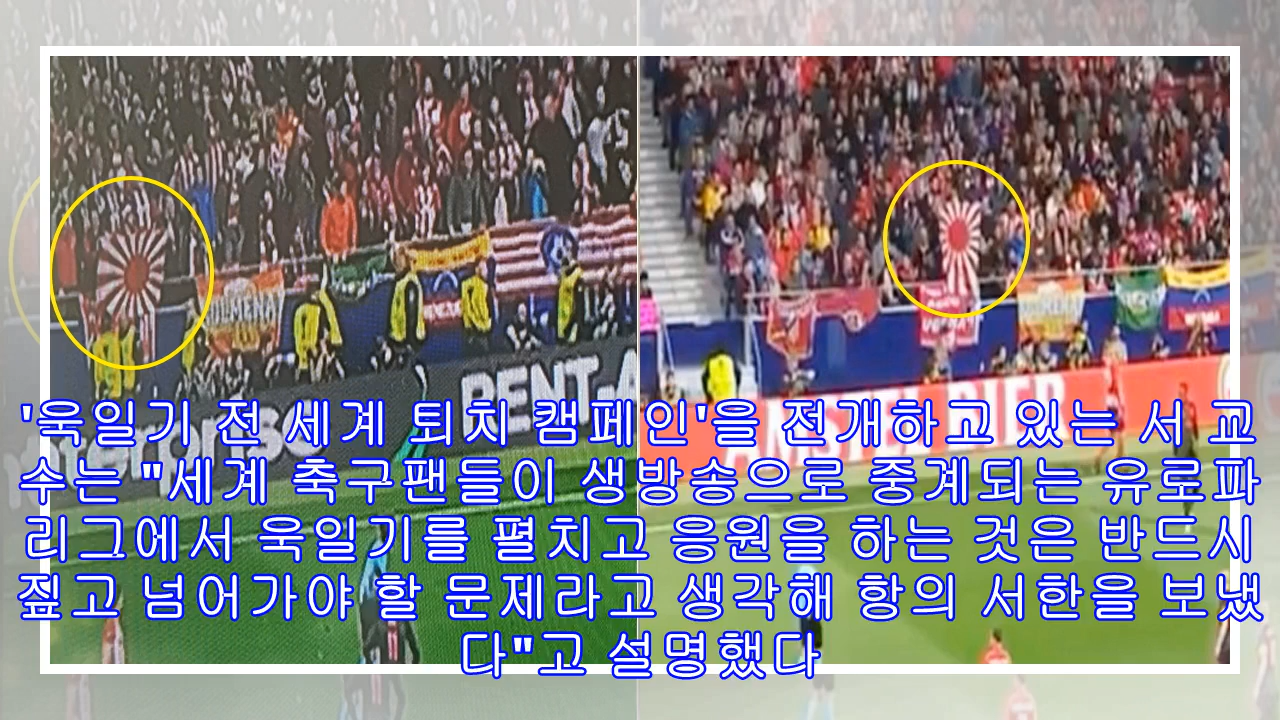 COLMENAR
RENT-A
AMSTEL BIER
'욱일기 전 세계 퇴치 캠페인'을 전개하고 있는 서 교
수는 "세계 축구팬들이 생방송으로 중계되는 유로파
리그에서 욱일기를 펼치고 응원을 하는 것은 반드시
짚고 넘어가야 할 문제라고 생각해 항의 서한을 보냈
다"고 설명했다